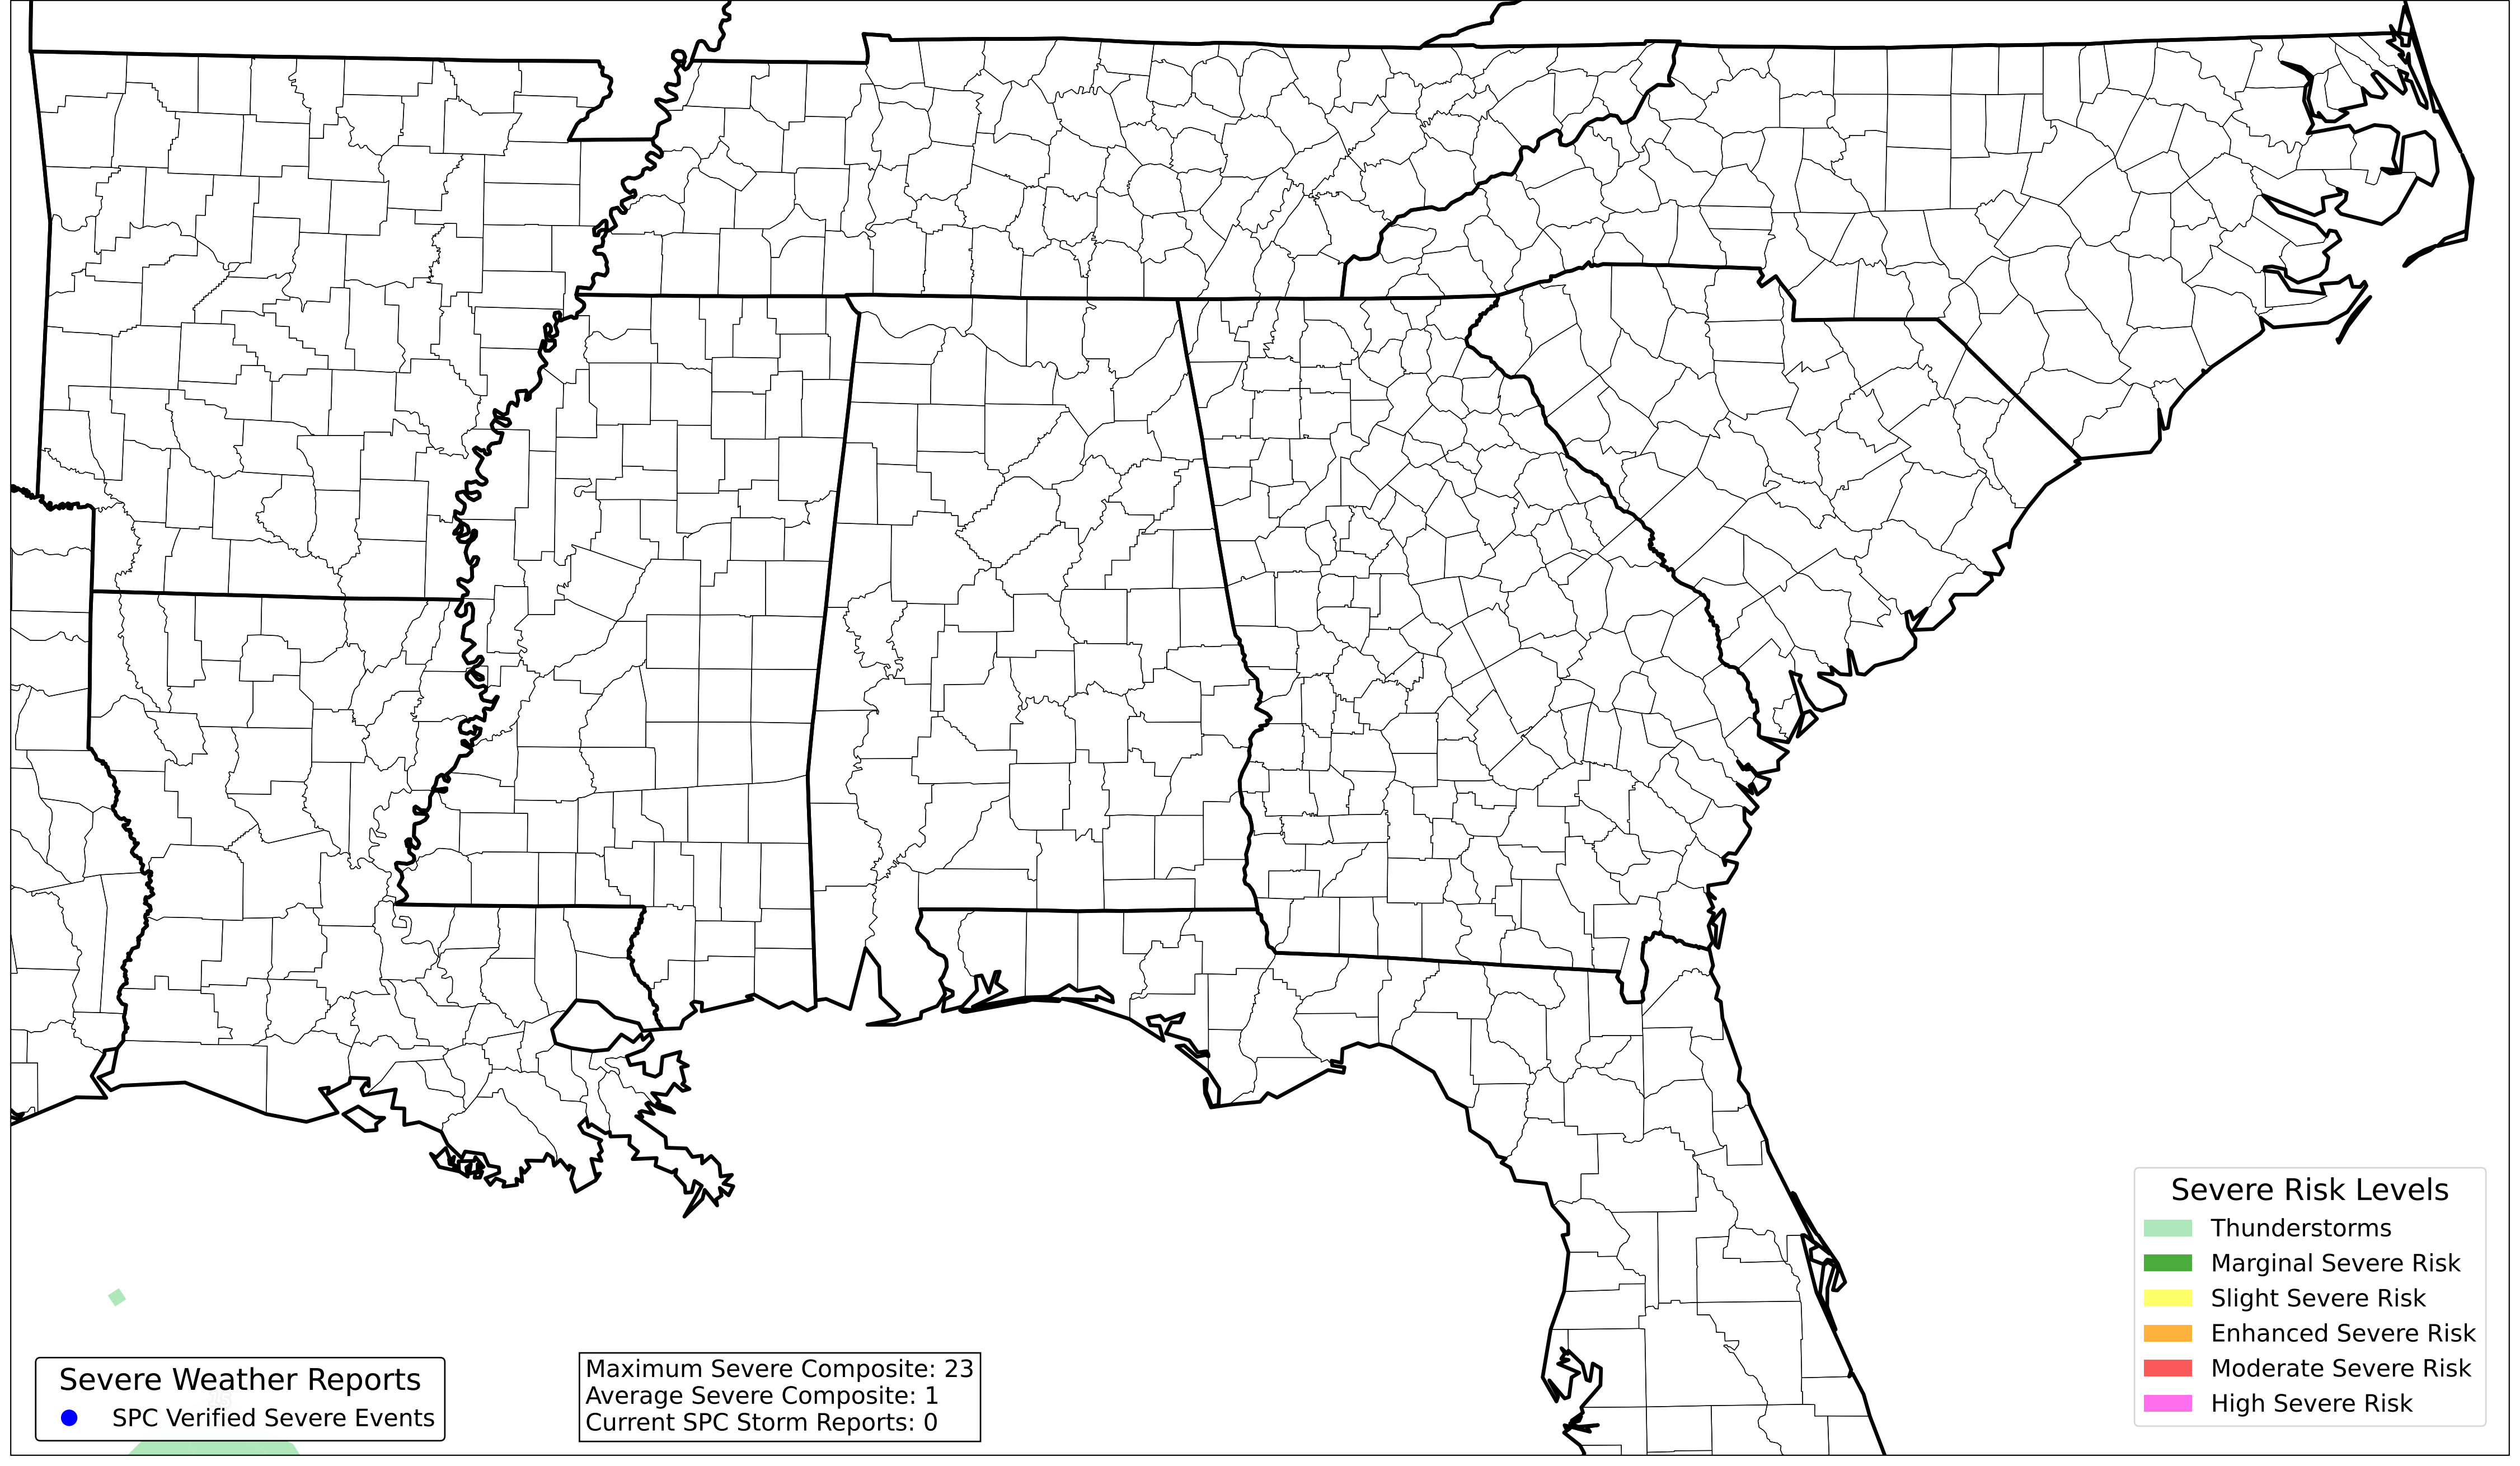 Severe Risk Levels
Thunderstorms
Marginal Severe Risk
Slight Severe Risk
Enhanced Severe Risk
Moderate Severe Risk
High Severe Risk
Severe Weather Reports
SPC Verified Severe Events
Maximum Severe Composite: 23
Average Severe Composite: 1
Current SPC Storm Reports: 0